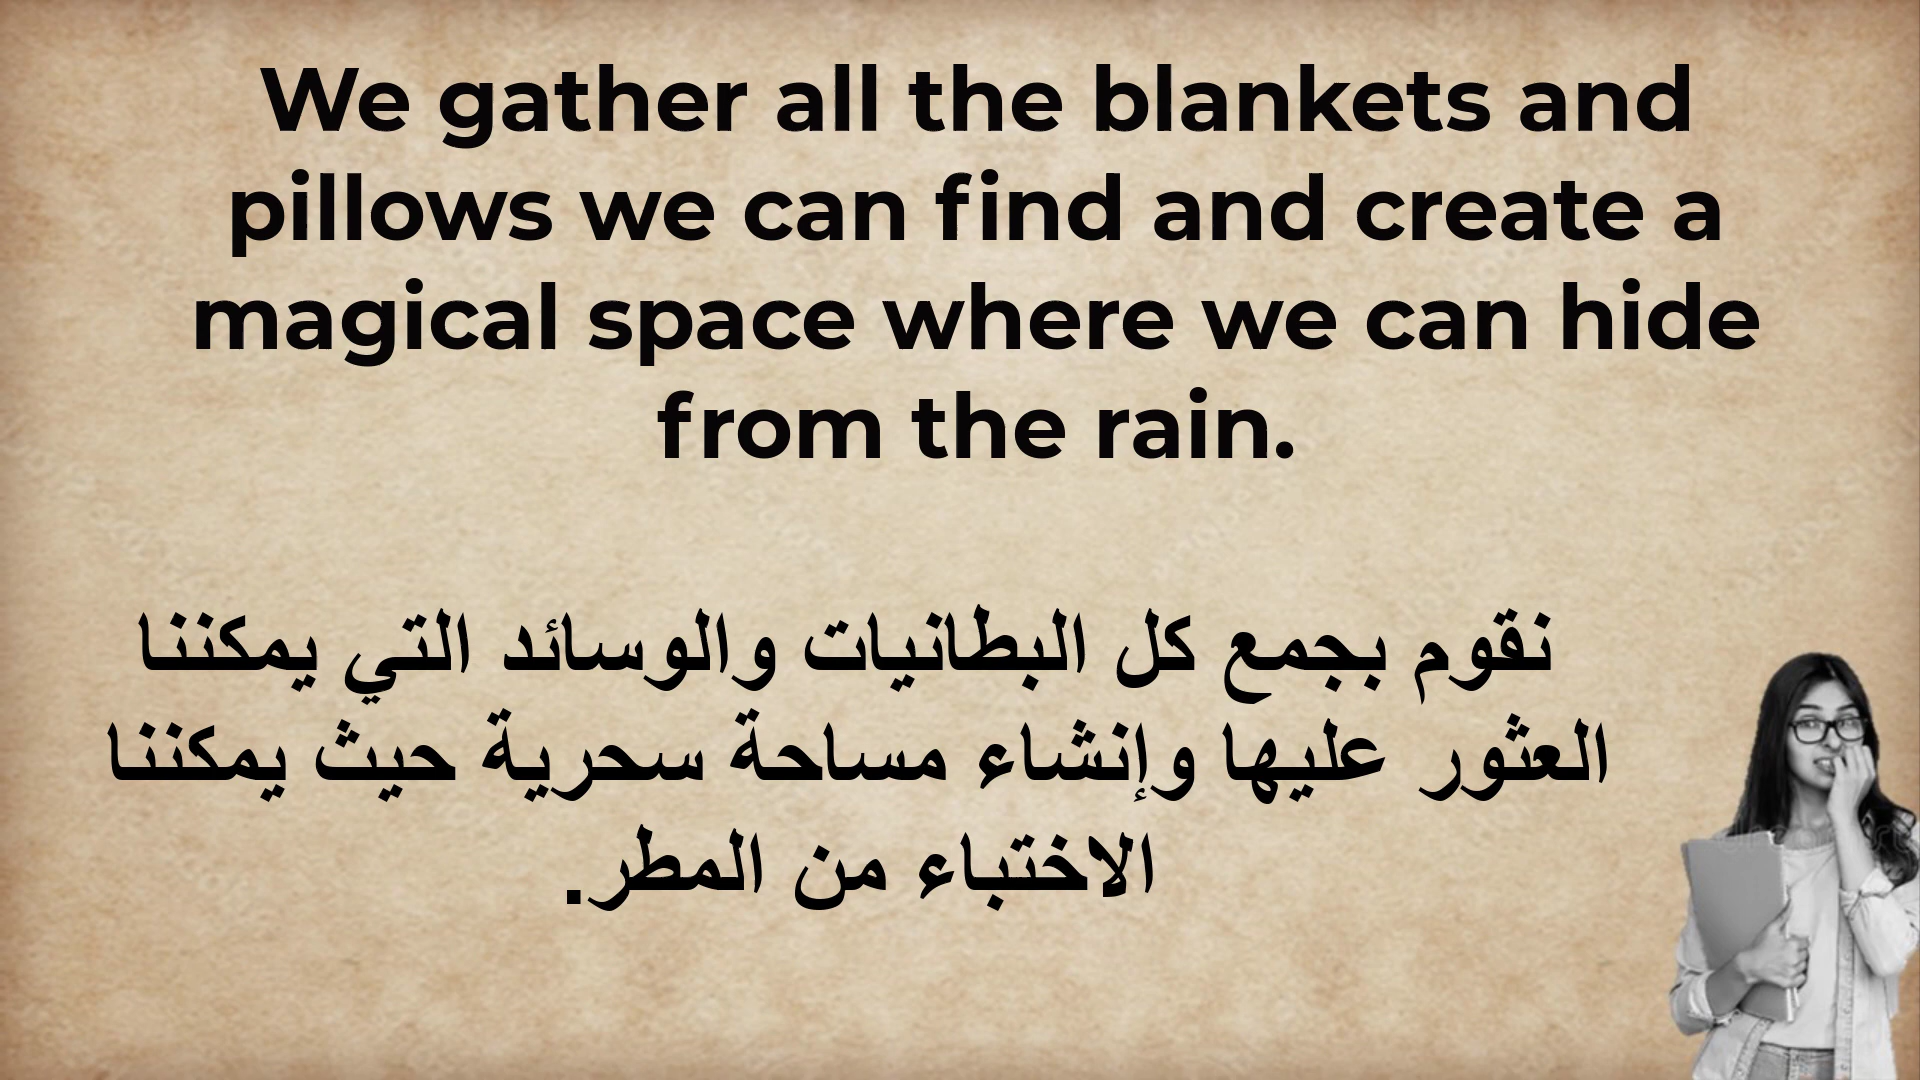 We gather all the blankets and
pillows we can find and create a
magical space where we can hide
from the rain.
نقوم بجمع كل البطانيات والوسائد التي يمكننا
العثور عليها وإنشاء مساحة سحرية حيث يمكننا
الاختباء من المطر.